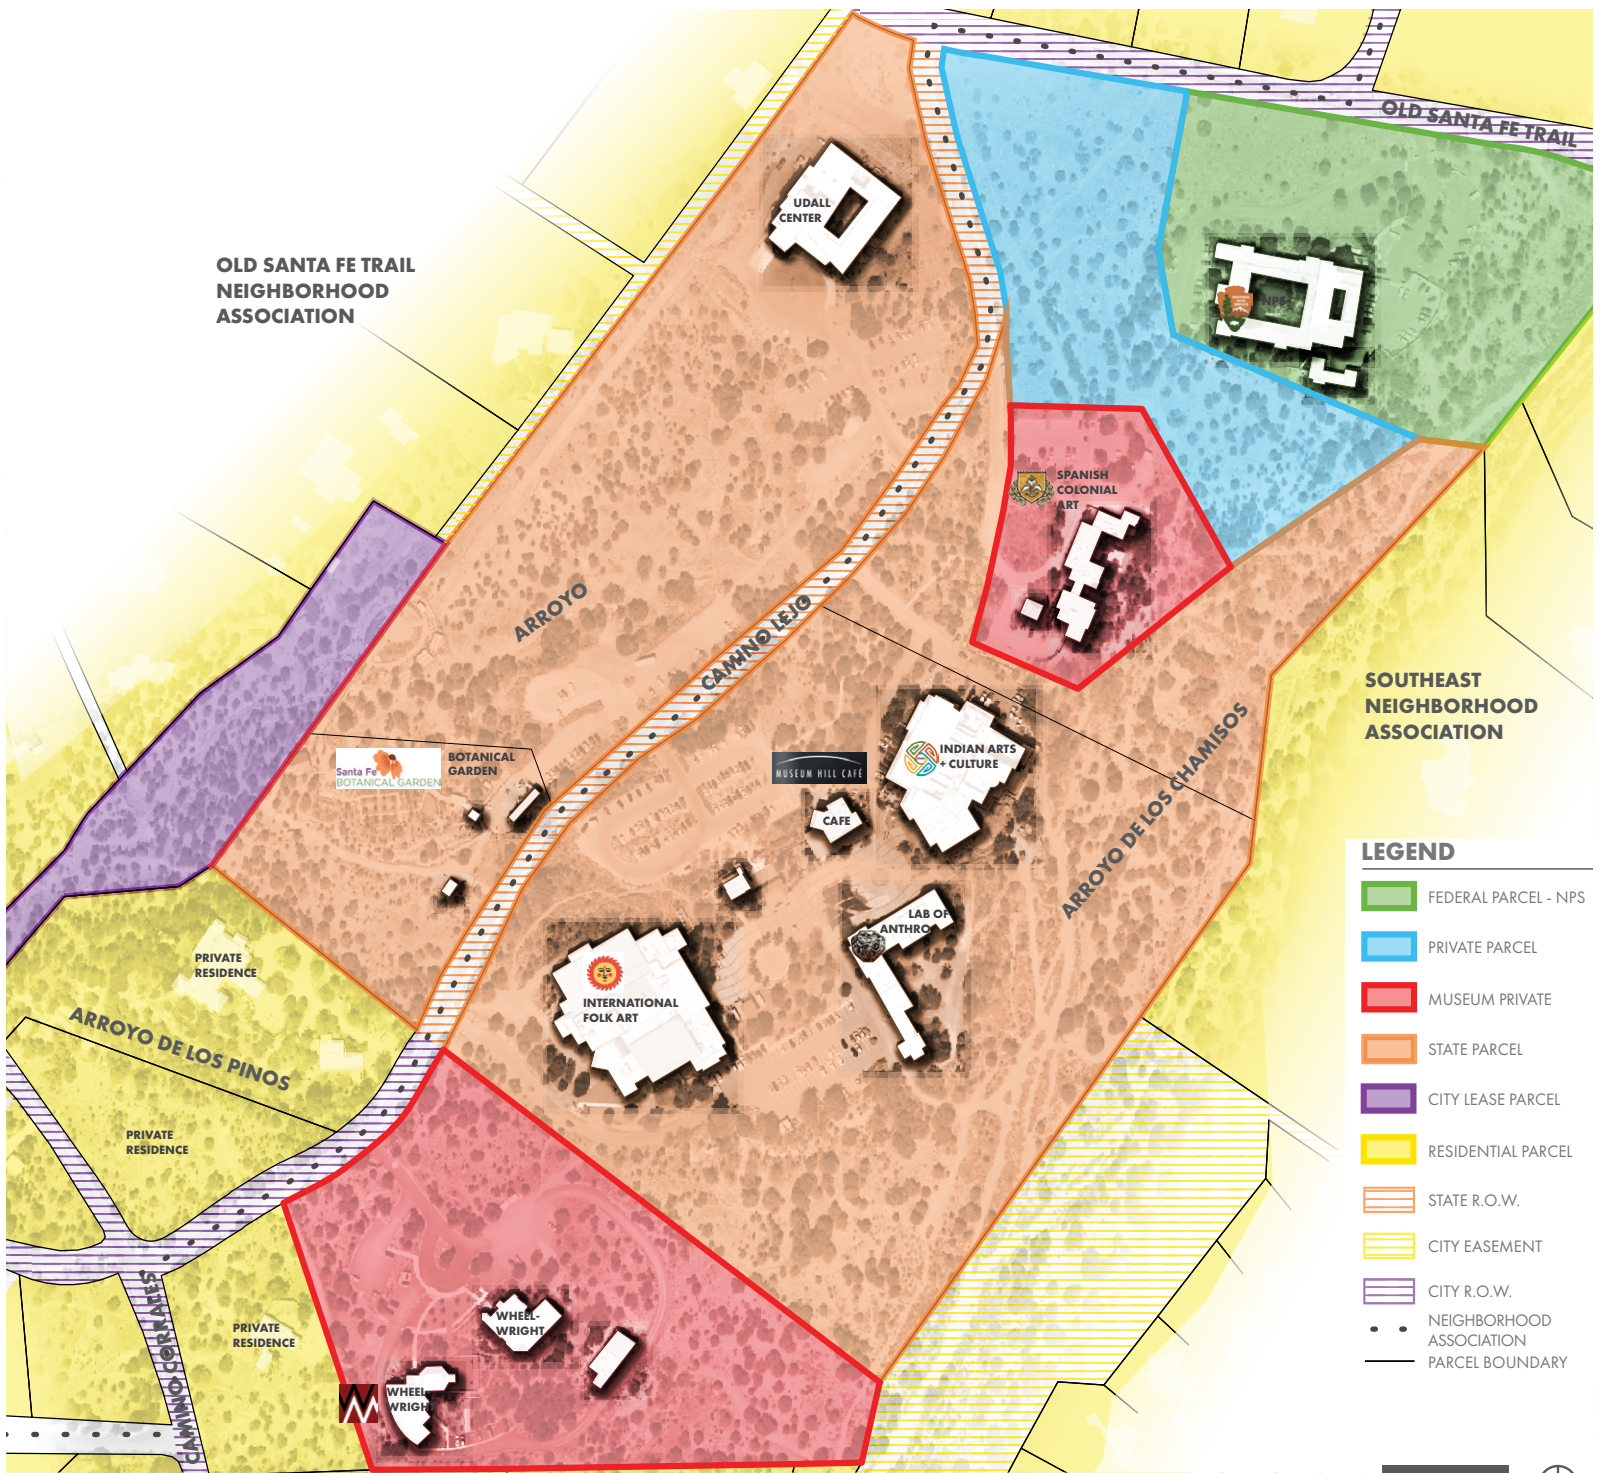 OLD SANTA FE TRAIL
UDALL
CENTER
OLD SANTA FE TRAIL
NEIGHBORHOOD
ASSOCIATION
NPS
SPANISH
COLONIAL
ART
ARROYO
CAMINO LEJO
SOUTHEAST
NEIGHBORHOOD
ASSOCIATION
Santa Fe
BOTANICAL GARDEN
BOTANICAL
GARDEN
MUSEUM HILL CAFÉ
INDIAN ARTS
+ CULTURE
CAFE
ARROYO DE LOS CHAMISOS
LAB OF
ANTHRO
PRIVATE
RESIDENCE
INTERNATIONAL
FOLK ART
ARROYO DE LOS PINOS
PRIVATE
RESIDENCE
CAMINO CORRALES
PRIVATE
RESIDENCE
WHEEL-
WRIGHT
WHEEL-
WRIGHT
LEGEND
FEDERAL PARCEL - NPS
PRIVATE PARCEL
MUSEUM PRIVATE
STATE PARCEL
CITY LEASE PARCEL
RESIDENTIAL PARCEL
STATE R.O.W.
CITY EASEMENT
CITY R.O.W.
NEIGHBORHOOD
ASSOCIATION
PARCEL BOUNDARY